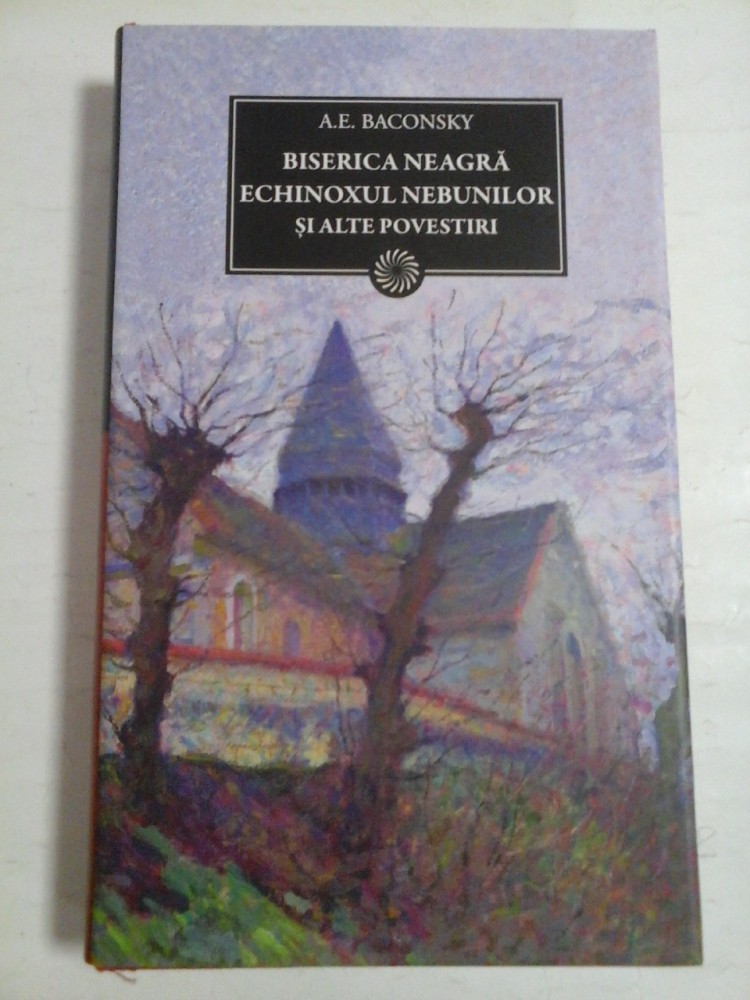 A.E. BACONSKY
BISERICA NEAGRĂ
ECHINOXUL NEBUNILOR
ȘI ALTE POVESTIRI